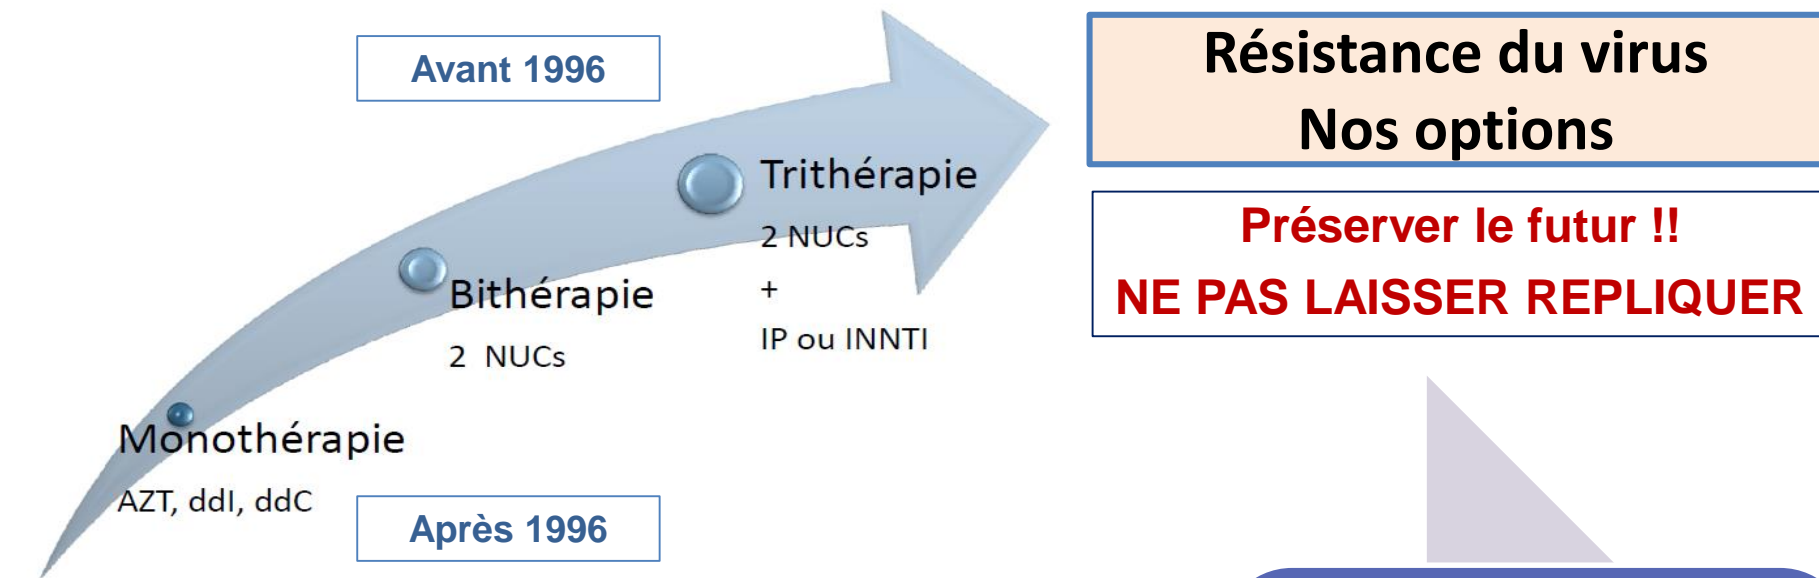 Avant 1996
Trithérapie
2 NUCs
+
IP ou INNTI
Bithérapie
2 NUCs
Monothérapie
AZT, ddI, ddC
Après 1996
Résistance du virus
Nos options
Préserver le futur !!
NE PAS LAISSER REPLIQUER